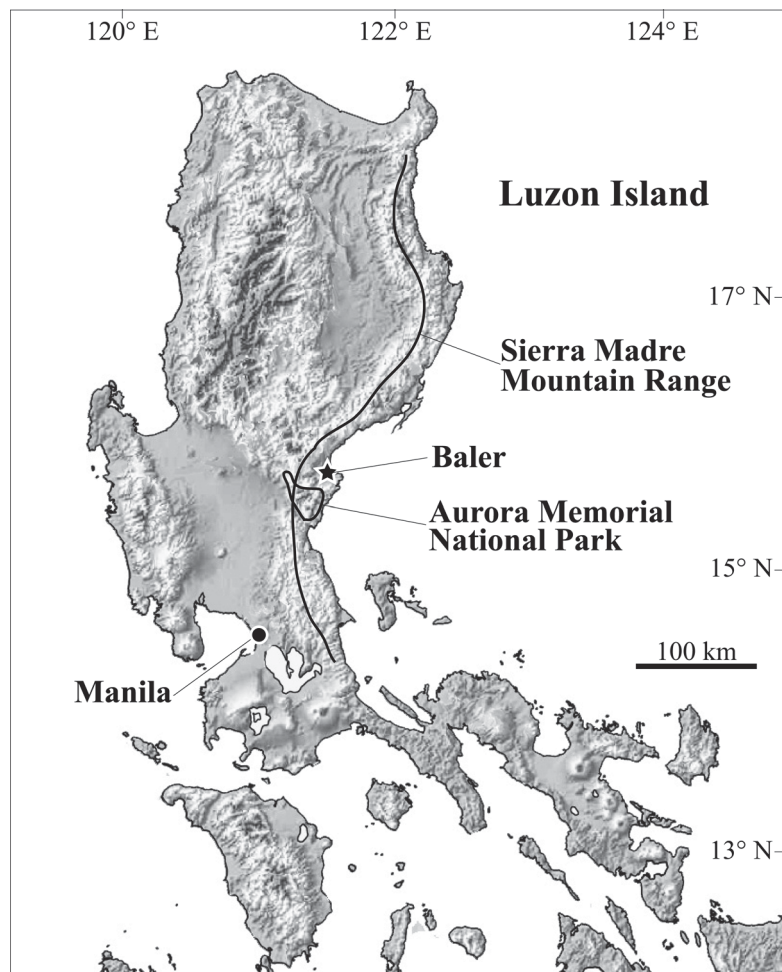 120° E
122° E
124° E
Luzon Island
17° N
Sierra Madre
Mountain Range
Baler
Aurora Memorial
National Park
15° N
100 km
Manila
13° N